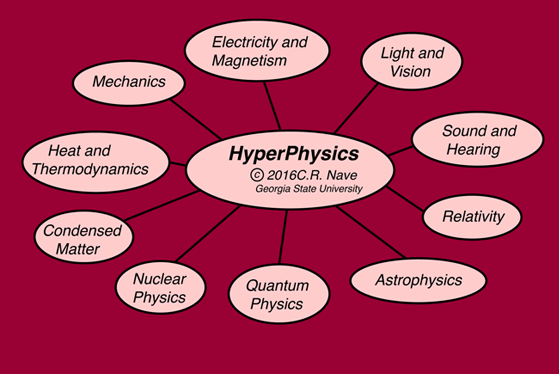 Electricity and
Magnetism
Light and
Vision
Mechanics
Sound and
Hearing
HyperPhysics
© 2016C.R. Nave
Georgia State University
Heat and
Thermodynamics
Relativity
Condensed
Matter
Nuclear
Physics
Quantum
Physics
Astrophysics